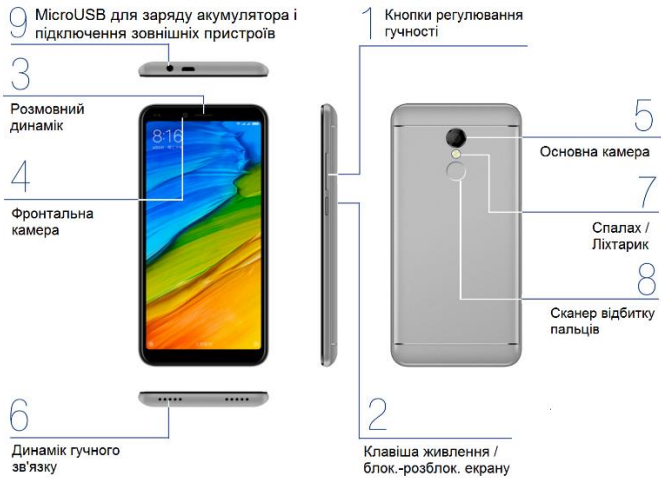 9 MicroUSB для заряду акумулятора і
підключення зовнішніх пристроїв
1 Кнопки регулювання
гучності
3
Розмовний
динамік
8:16
4
Фронтальна
камера
5
Основна камера
7
Спалах /
Ліхтарик
8
Сканер відбитку
пальців
6
Динамік гучного
зв'язку
2
Клавіша живлення /
блок.-розблок. екрану